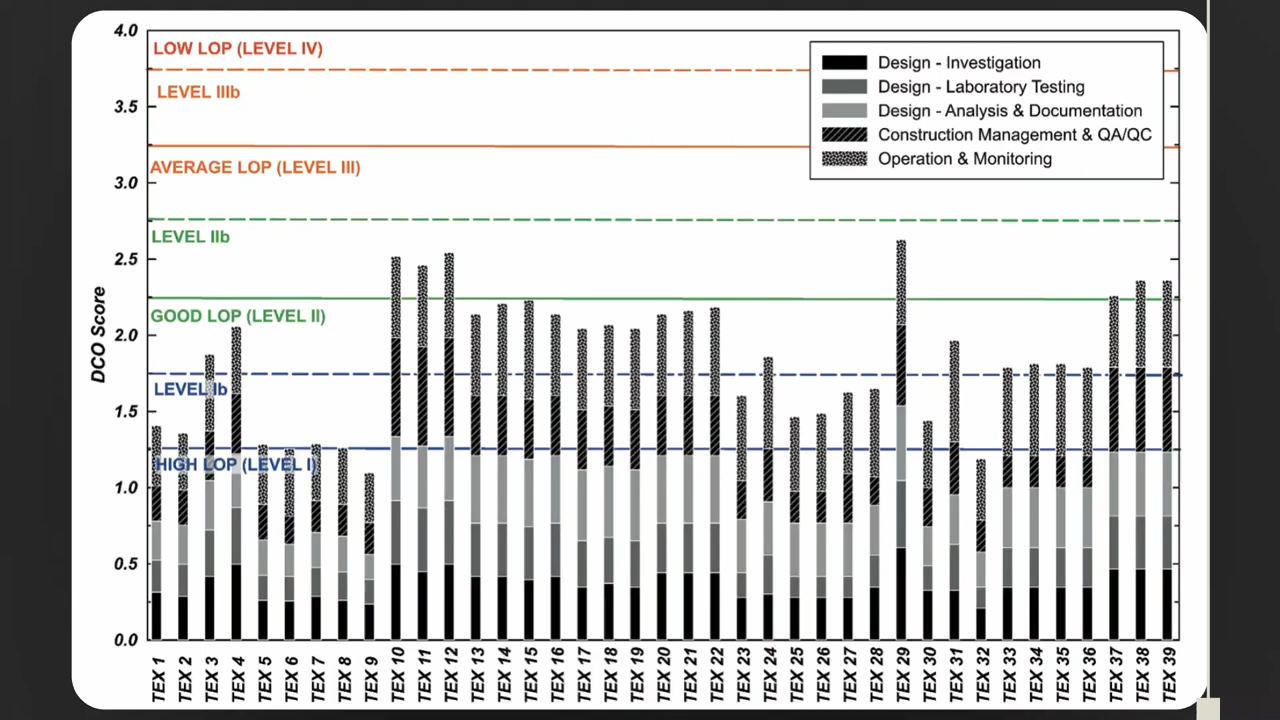 4.0
LOW LOP (LEVEL IV)
LEVEL IIIb
3.5
AVERAGE LOP (LEVEL III)
3.0
LEVEL IIb
2.5
GOOD LOP (LEVEL II)
2.0
LEVEL Ib
1.5
HIGH LOP (LEVEL I)
1.0
0.5
0.0
DCO Score
Design - Investigation
Design - Laboratory Testing
Design - Analysis & Documentation
Construction Management & QA/QC
Operation & Monitoring
TEX 1
TEX 2
TEX 3
TEX 4
TEX 5
TEX 6
TEX 7
TEX 8
TEX 9
TEX 10
TEX 11
TEX 12
TEX 13
TEX 14
TEX 15
TEX 16
TEX 17
TEX 18
TEX 19
TEX 20
TEX 21
TEX 22
TEX 23
TEX 24
TEX 25
TEX 26
TEX 27
TEX 28
TEX 29
TEX 30
TEX 31
TEX 32
TEX 33
TEX 34
TEX 35
TEX 36
TEX 37
TEX 38
TEX 39